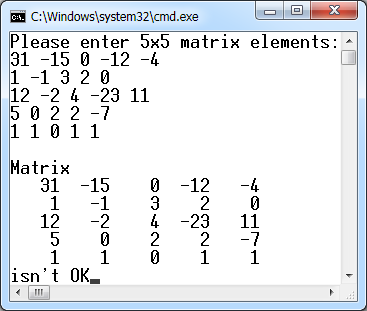 C:\Windows\system32\cmd.exe
Please enter 5x5 matrix elements:
31 -15 0 -12 -4
1 -1 3 2 0
12 -2 4 -23 11
5 0 2 2 -7
1 1 0 1 1
Matrix
31 -15 0 -12 -4
1 -1 3 2 0
12 -2 4 -23 11
5 0 2 2 -7
1 1 0 1 1
isn't OK